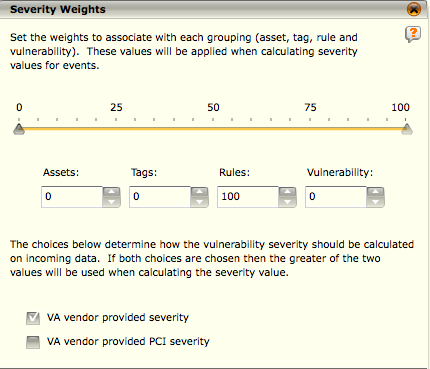 Severity Weights
Set the weights to associate with each grouping (asset, tag, rule and
vulnerability). These values will be applied when calculating severity
values for events.
0 25 50 75 100
Assets: Tags: Rules: Vulnerability:
0 0 100 0
The choices below determine how the vulnerability severity should be calculated
on incoming data. If both choices are chosen then the greater of the two
values will be used when calculating the severity value.
VA vendor provided severity
VA vendor provided PCI severity